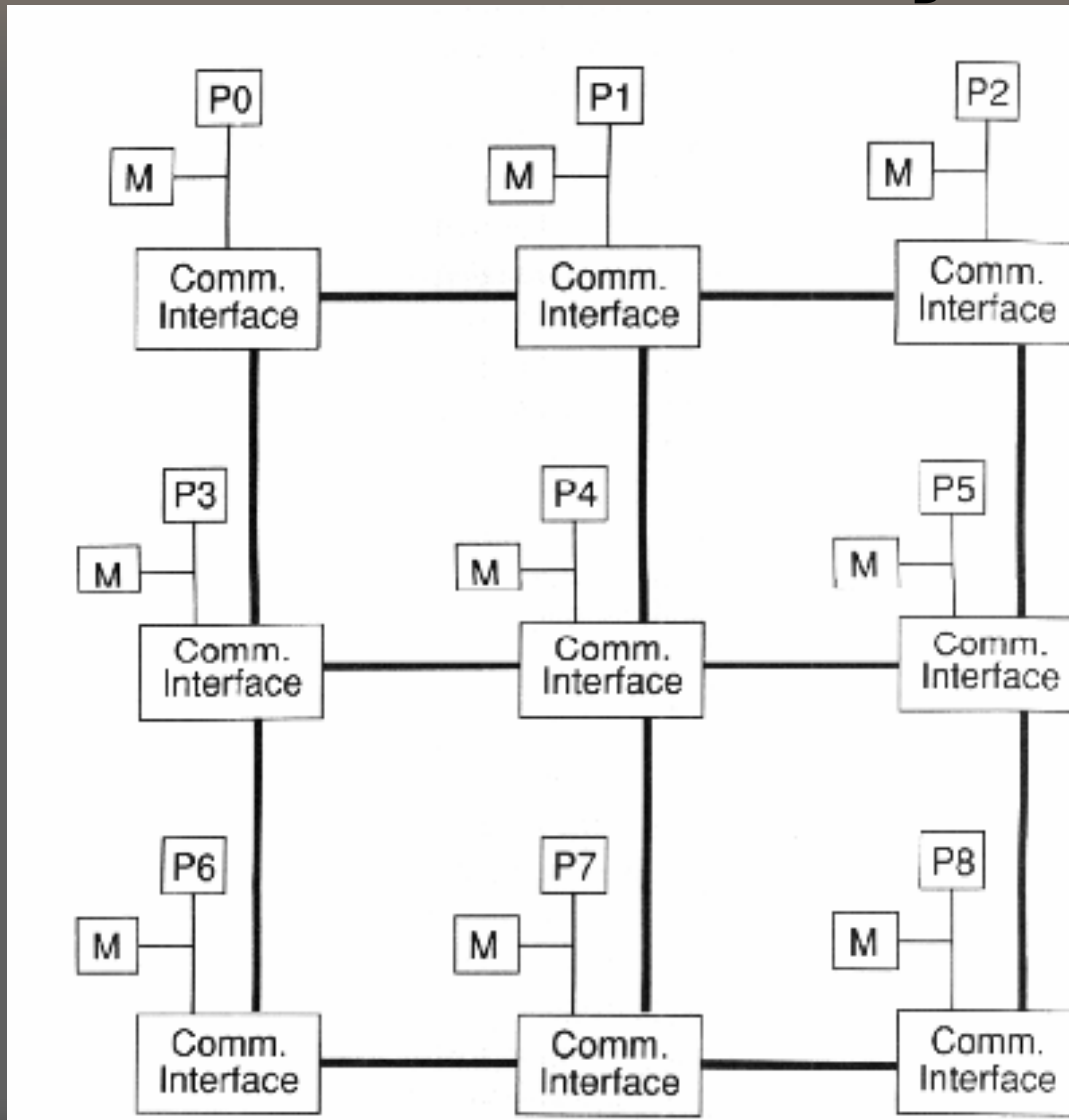 P0
P1
P2
M
M
M
Comm.
Interface
Comm.
Interface
Comm.
Interface
P3
P4
P5
M
M
M
Comm.
Interface
Comm.
Interface
Comm.
Interface
P6
P7
P8
M
M
M
Comm.
Interface
Comm.
Interface
Comm.
Interface